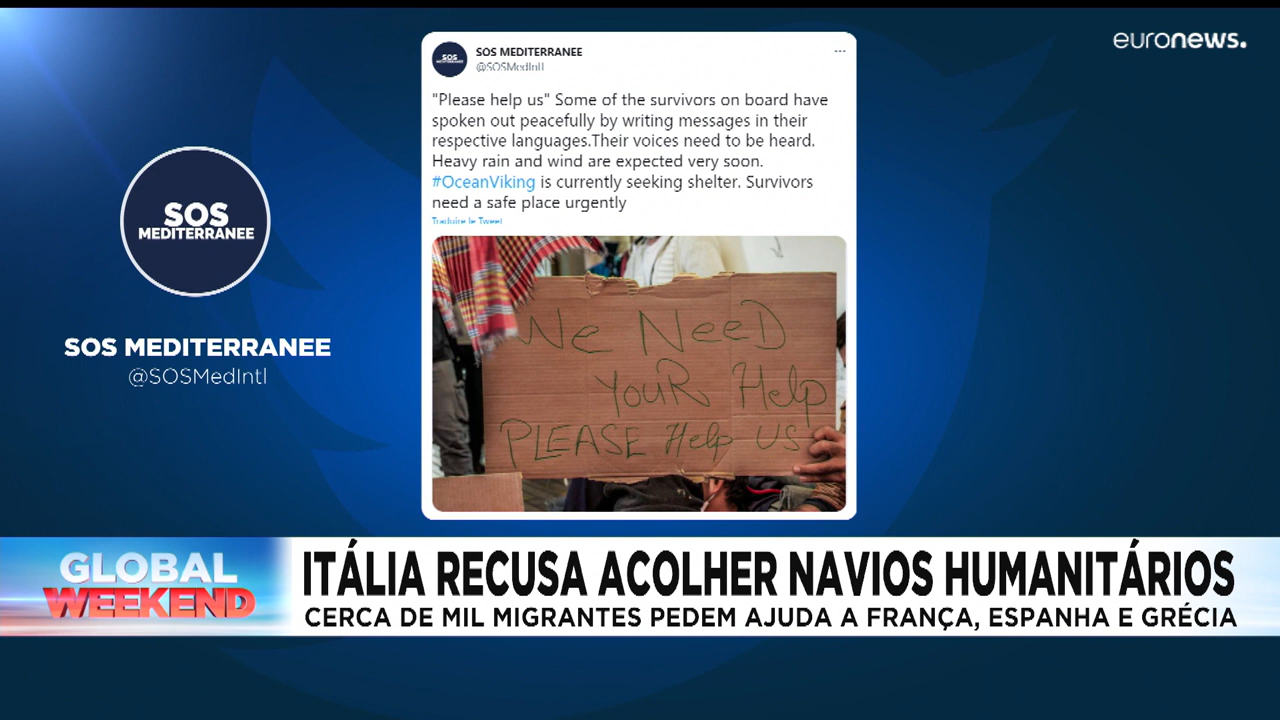 euronews.
SOS
MEDITERRANEE
SOS MEDITERRANEE
@SOSMedIntl
"Please help us" Some of the survivors on board have
spoken out peacefully by writing messages in their
respective languages.Their voices need to be heard.
Heavy rain and wind are expected very soon.
#OceanViking is currently seeking shelter. Survivors
need a safe place urgently
Traduire le Tweet
We NeeD
YouR Help
PLEASE Help US
SOS
MEDITERRANEE
SOS MEDITERRANEE
@SOSMedIntl
GLOBAL
WEEKEND
ITÁLIA RECUSA ACOLHER NAVIOS HUMANITÁRIOS
CERCA DE MIL MIGRANTES PEDEM AJUDA A FRANÇA, ESPANHA E GRÉCIA